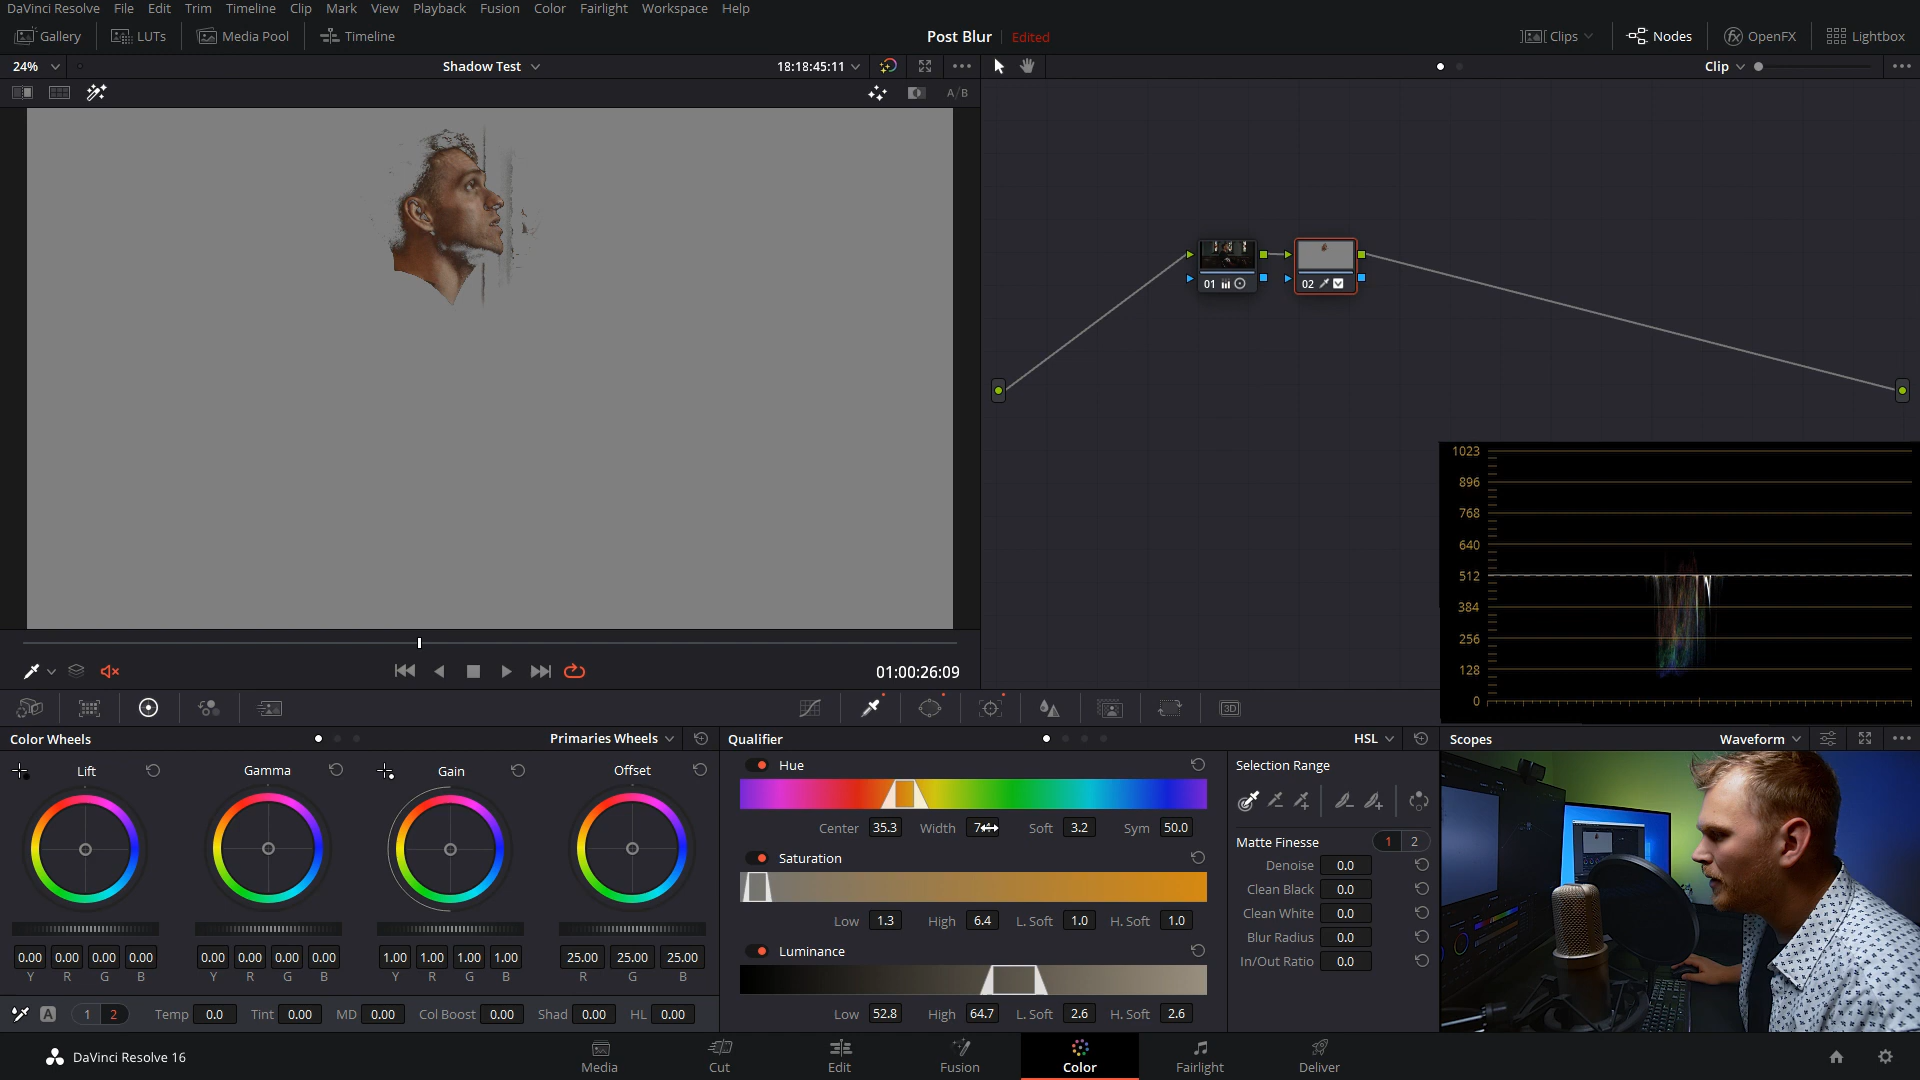 DaVinci Resolve File Edit Trim Timeline Clip Mark View Playback Fusion Color Fairlight Workspace Help
Gallery LUTs Media Pool Timeline Post Blur Edited Clips Nodes OpenFX Lightbox
24% Shadow Test 18:18:45:11 Clip
A/B
01 02
1023
896
768
640
512
384
256
128
0
01:00:26:09
3D
Color Wheels Primaries Wheels Qualifier HSL Scopes Waveform
Lift Gamma Gain Offset
Hue
Center 35.3 Width Soft 3.2 Sym 50.0
Saturation
Low 1.3 High 6.4 L. Soft 1.0 H. Soft 1.0
Luminance
Low 52.8 High 64.7 L. Soft 2.6 H. Soft 2.6
Selection Range
Matte Finesse 1 2
Denoise 0.0
Clean Black 0.0
Clean White 0.0
Blur Radius 0.0
In/Out Ratio 0.0
0.00 0.00 0.00 0.00 0.00 0.00 0.00 0.00 1.00 1.00 1.00 1.00 25.00 25.00 25.00
Y R G B Y R G B Y R G B R G B
A 1 2 Temp 0.0 Tint 0.00 MD 0.00 Col Boost 0.00 Shad 0.00 HL 0.00
DaVinci Resolve 16
Media Cut Edit Fusion Color Fairlight Deliver